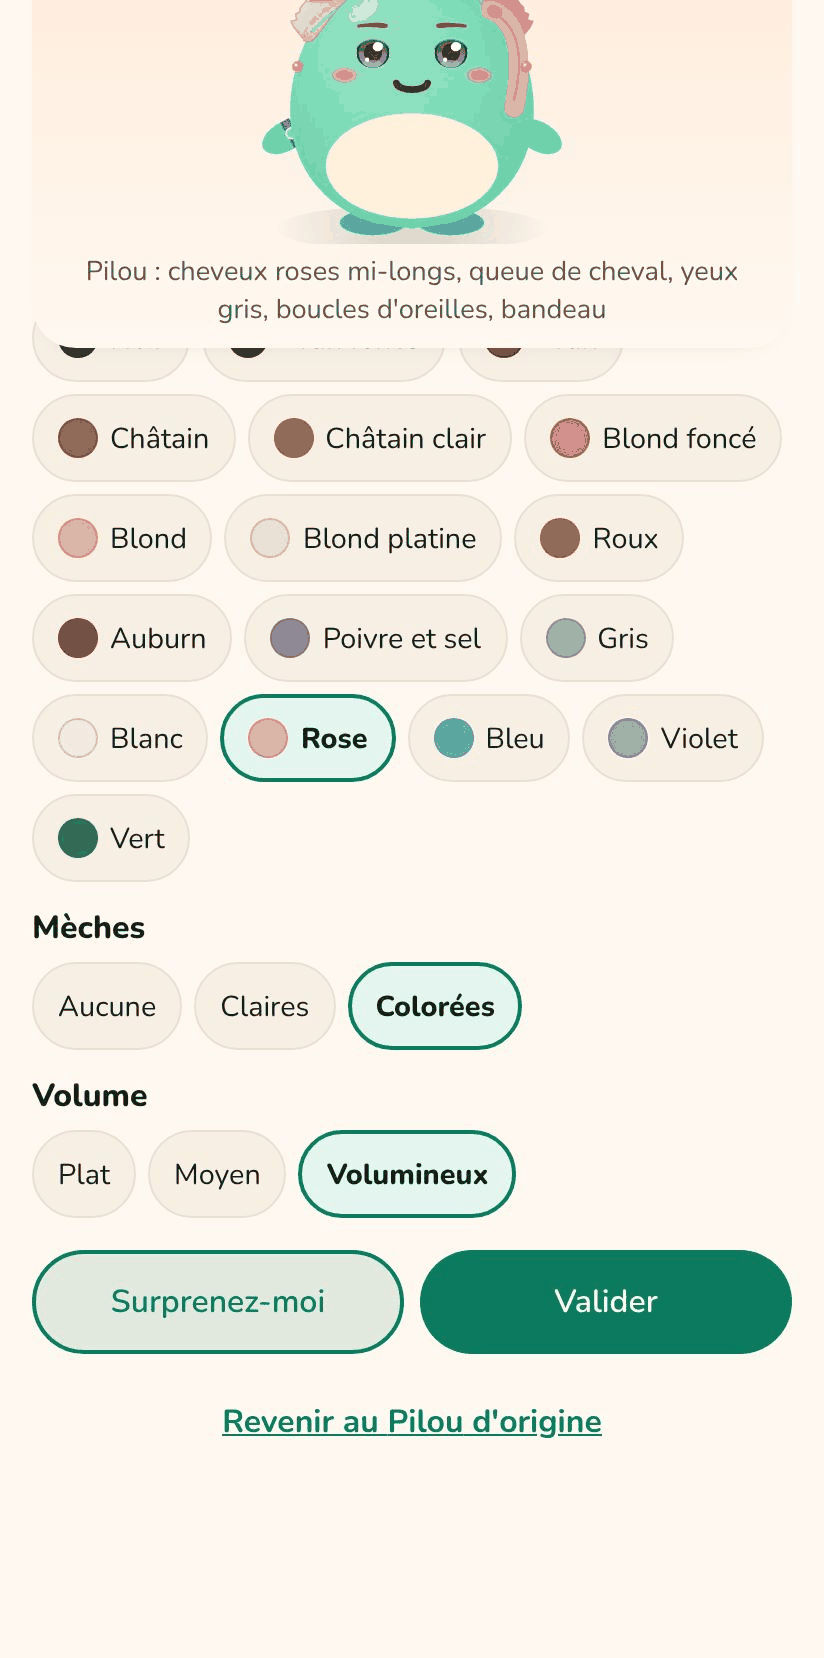 Pilou : cheveux roses mi-longs, queue de cheval, yeux
gris, boucles d'oreilles, bandeau
Châtain
Châtain clair
Blond foncé
Blond
Blond platine
Roux
Auburn
Poivre et sel
Gris
Blanc
Rose
Bleu
Violet
Vert
Mèches
Aucune
Claires
Colorées
Volume
Plat
Moyen
Volumineux
Surprenez-moi
Valider
Revenir au Pilou d'origine